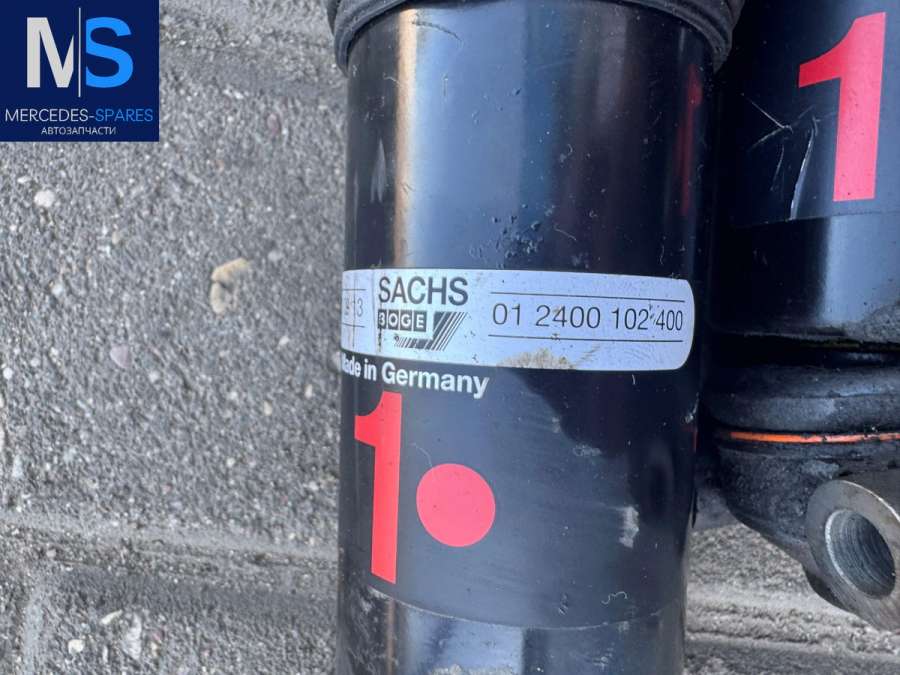 MS
MERCEDES-SPARES
АВТОЗАПЧАСТИ
1
SACHS
BOGE
01 2400 102 400
Made in Germany
1